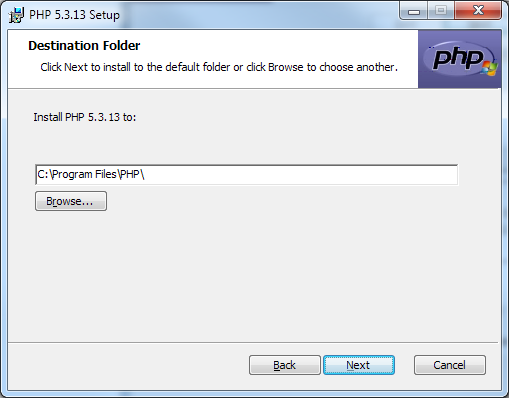 PHP 5.3.13 Setup
Destination Folder
Click Next to install to the default folder or click Browse to choose another.
php
Install PHP 5.3.13 to:
C:\Program Files\PHP\
Browse...
Back
Next
Cancel